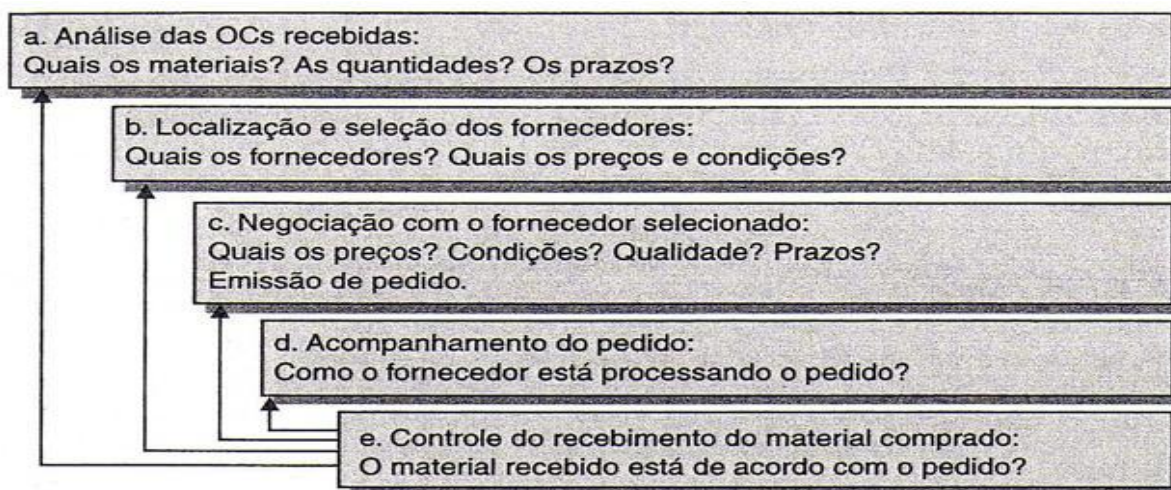 a. Análise das OCs recebidas:
Quais os materiais? As quantidades? Os prazos?
b. Localização e seleção dos fornecedores:
Quais os fornecedores? Quais os preços e condições?
c. Negociação com o fornecedor selecionado:
Quais os preços? Condições? Qualidade? Prazos?
Emissão de pedido.
d. Acompanhamento do pedido:
Como o fornecedor está processando o pedido?
e. Controle do recebimento do material comprado:
O material recebido está de acordo com o pedido?